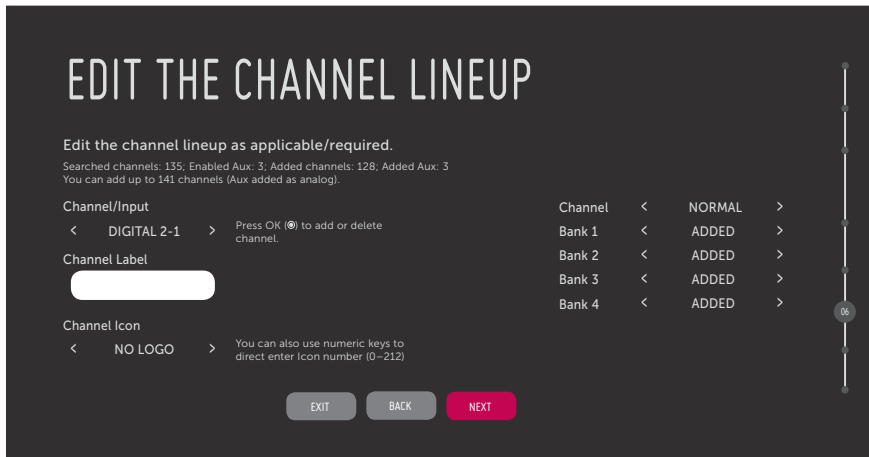 EDIT THE CHANNEL LINEUP
Edit the channel lineup as applicable/required.
Searched channels: 135; Enabled Aux: 3; Added channels: 128; Added Aux: 3
You can add up to 141 channels (Aux added as analog).
Channel/Input
< DIGITAL 2-1 >
Press OK (◉) to add or delete
channel.
Channel Label
Channel Icon
< NO LOGO >
You can also use numeric keys to
direct enter Icon number (0–212)
Channel < NORMAL >
Bank 1 < ADDED >
Bank 2 < ADDED >
Bank 3 < ADDED >
Bank 4 < ADDED >
06
EXIT BACK NEXT